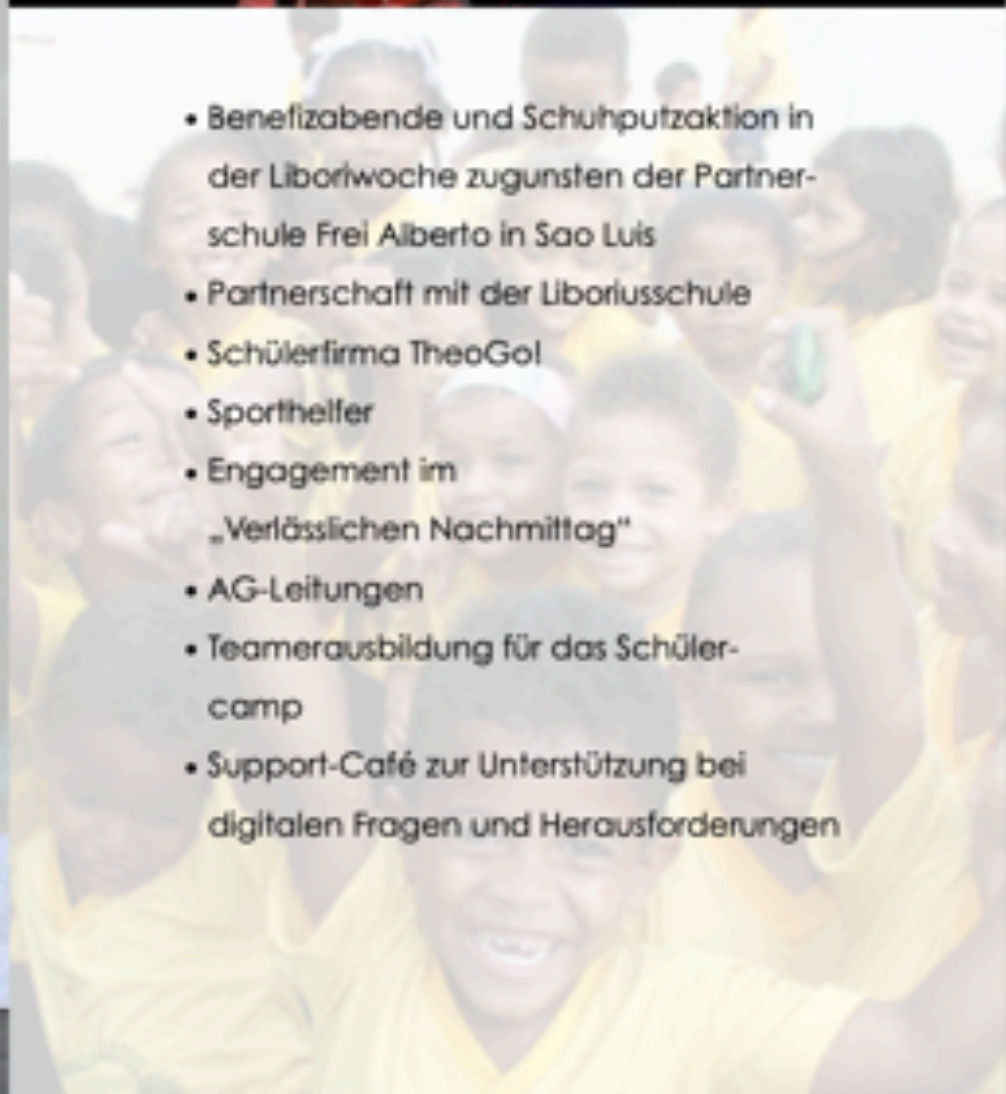 • Benefizabende und Schuhputzaktion in
der Liboriwoche zugunsten der Partner-
schule Frei Alberto in Sao Luis
• Partnerschaft mit der Liboriusschule
• Schülerfirma TheoGo!
• Sporthelfer
• Engagement im
„Verlässlichen Nachmittag“
• AG-Leitungen
• Teamerausbildung für das Schüler-
camp
• Support-Café zur Unterstützung bei
digitalen Fragen und Herausforderungen